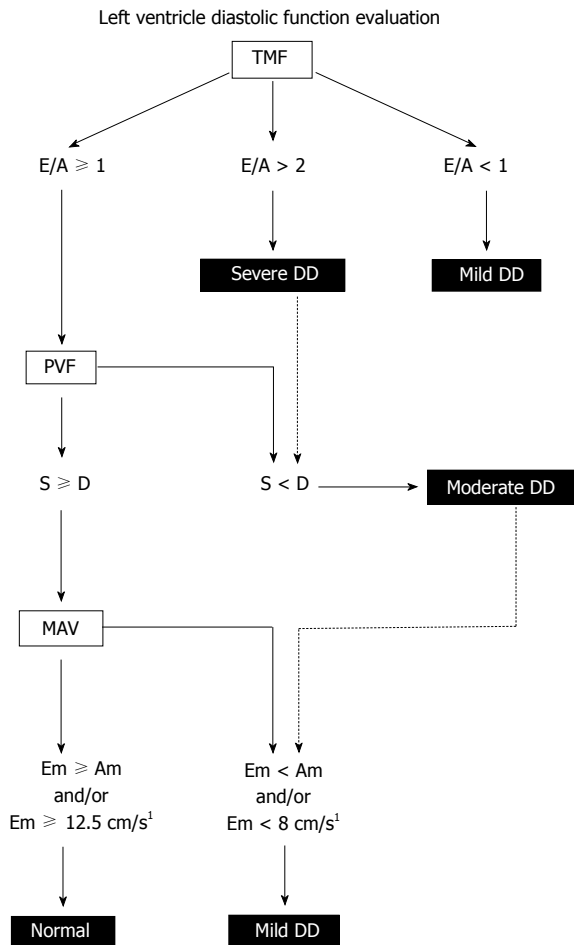 Left ventricle diastolic function evaluation
TMF
E/A ⩾ 1
E/A > 2
E/A < 1
Severe DD
Mild DD
PVF
S ⩾ D
S < D
Moderate DD
MAV
Em ⩾ Am
and/or
Em ⩾ 12.5 cm/s¹
Em < Am
and/or
Em < 8 cm/s¹
Normal
Mild DD